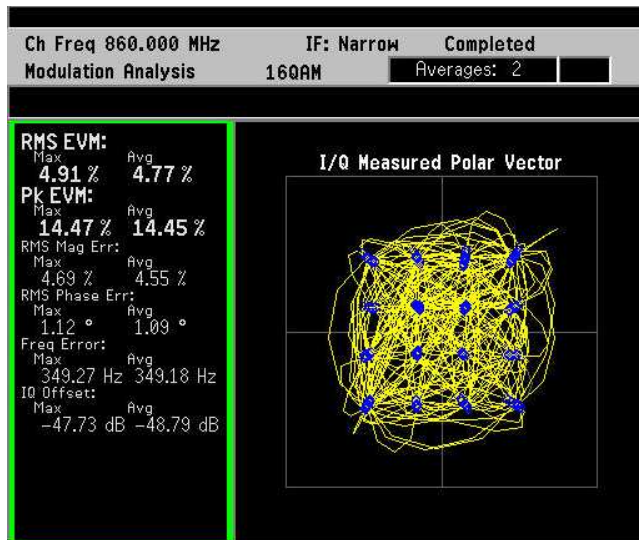 Ch Freq 860.000 MHz IF: Narrow Completed
Modulation Analysis 16QAM Averages: 2
RMS EVM:
Max Avg
4.91 % 4.77 %
Pk EVM:
Max Avg
14.47 % 14.45 %
RMS Mag Err:
Max Avg
4.69 % 4.55 %
RMS Phase Err:
Max Avg
1.12 ° 1.09 °
Freq Error:
Max Avg
349.27 Hz 349.18 Hz
IQ Offset:
Max Avg
-47.73 dB -48.79 dB
I/Q Measured Polar Vector